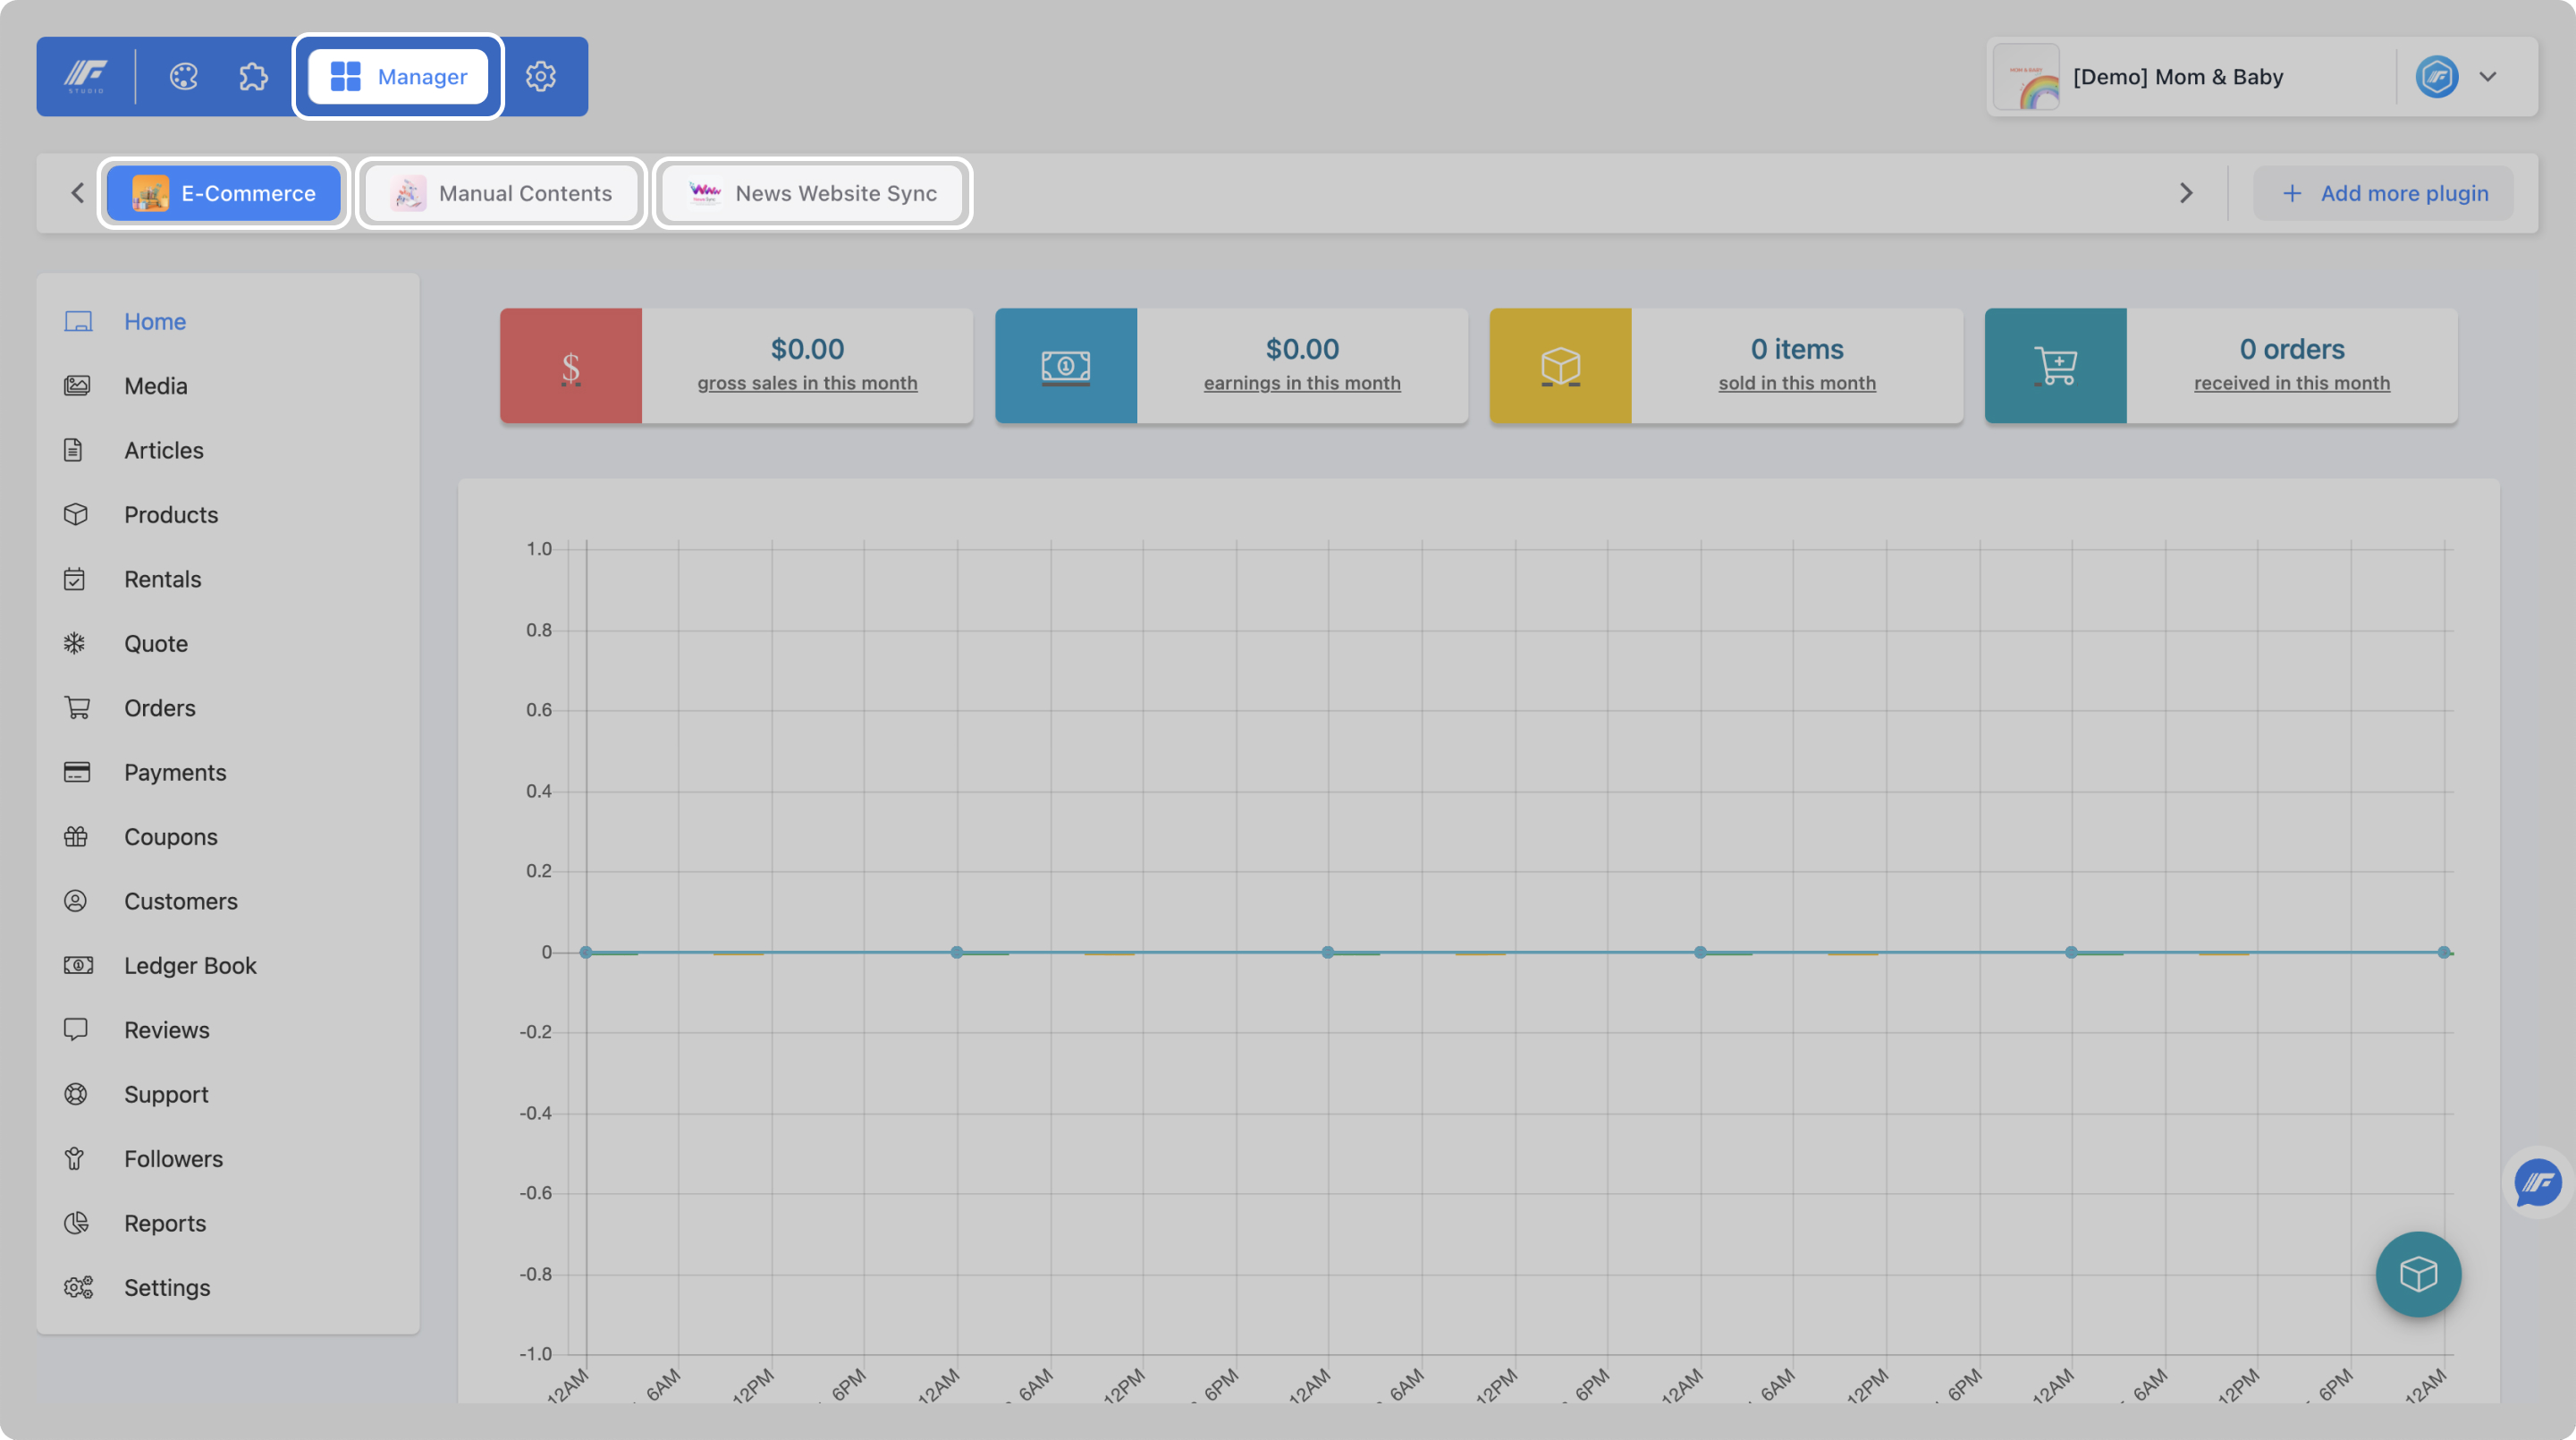 STUDIO
Manager
[Demo] Mom & Baby
MOM & BABY
E-Commerce
Manual Contents
News Website Sync
Add more plugin
Home
Media
Articles
Products
Rentals
Quote
Orders
Payments
Coupons
Customers
Ledger Book
Reviews
Support
Followers
Reports
Settings
$0.00
gross sales in this month
$0.00
earnings in this month
0 items
sold in this month
0 orders
received in this month
1.0
0.8
0.6
0.4
0.2
0
-0.2
-0.4
-0.6
-0.8
-1.0
12AM 6AM 12PM 6PM 12AM 6AM 12PM 6PM 12AM 6AM 12PM 6PM 12AM 6AM 12PM 6PM 12AM 6AM 12PM 6PM 12AM